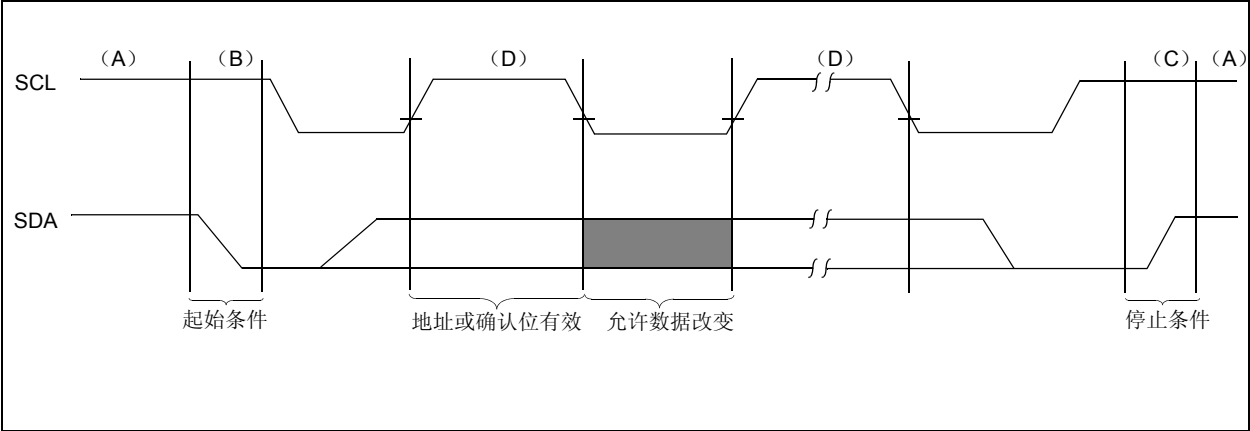 （A） （B） （D） （D） （C） （A）
SCL
SDA
起始条件 地址或确认位有效 允许数据改变 停止条件